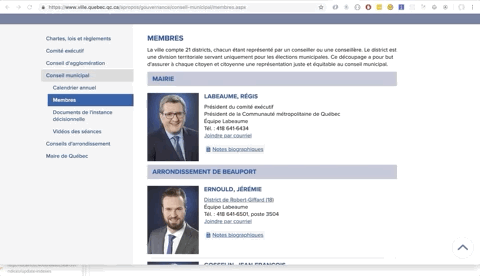 https://www.ville.quebec.qc.ca/apropos/gouvernance/conseil-municipal/membres.aspx
Chartes, lois et règlements
Comité exécutif
Conseil d'agglomération
Conseil municipal
Calendrier annuel
Membres
Documents de l'instance
décisionnelle
Vidéos des séances
Conseils d'arrondissement
Maire de Québec
MEMBRES
La ville compte 21 districts, chacun étant représenté par un conseiller ou une conseillère. Le district est
une division territoriale servant uniquement pour les élections municipales. Ce découpage a pour but
d'assurer à chaque citoyen et citoyenne une représentation juste et équitable au conseil municipal.
MAIRIE
LABEAUME, RÉGIS
Président du comité exécutif
Président de la Communauté métropolitaine de Québec
Équipe Labeaume
Tél. : 418 641-6434
Joindre par courriel
Notes biographiques
ARRONDISSEMENT DE BEAUPORT
ERNOULD, JÉRÉMIE
District de Robert-Giffard (18)
Équipe Labeaume
Tél. : 418 641-6501, poste 3504
Joindre par courriel
Notes biographiques
GOSSELIN, JEAN-FRANÇOIS